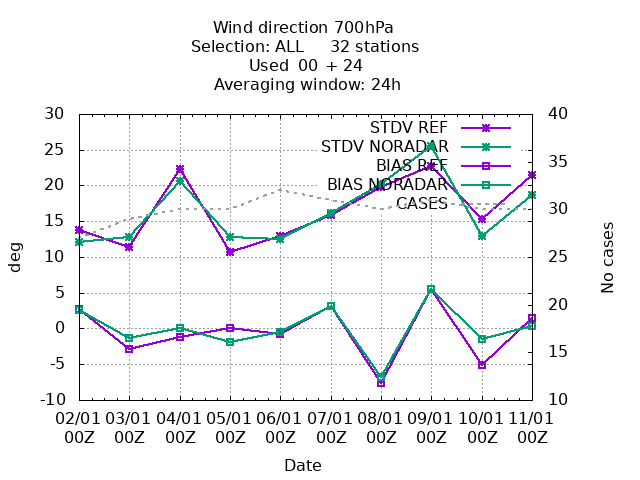 Wind direction 700hPa
Selection: ALL 32 stations
Used 00 + 24
Averaging window: 24h
30 40
STDV REF
STDV NORADAR
25 35
BIAS REF
BIAS NORADAR
20
CASES 30
15
10 25
5 20
0
-5 15
-10 10
deg
No cases
02/01 03/01 04/01 05/01 06/01 07/01 08/01 09/01 10/01 11/01
00Z 00Z 00Z 00Z 00Z 00Z 00Z 00Z 00Z 00Z
Date